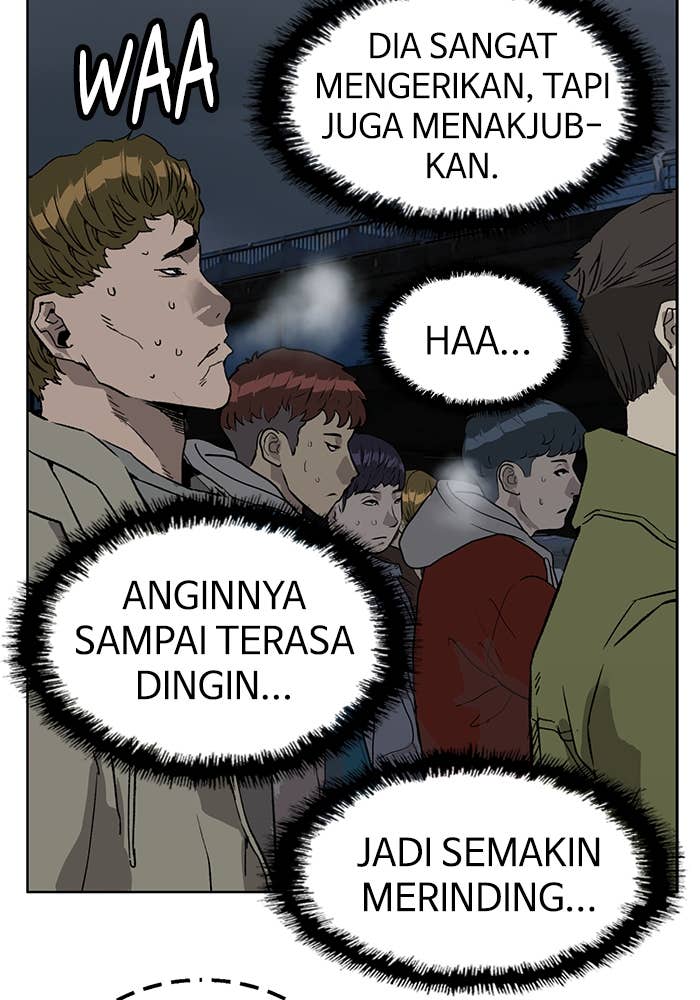 WAA
DIA SANGAT
MENGERIKAN, TAPI
JUGA MENAKJUB-
KAN.
HAA...
ANGINNYA
SAMPAI TERASA
DINGIN...
JADI SEMAKIN
MERINDING...